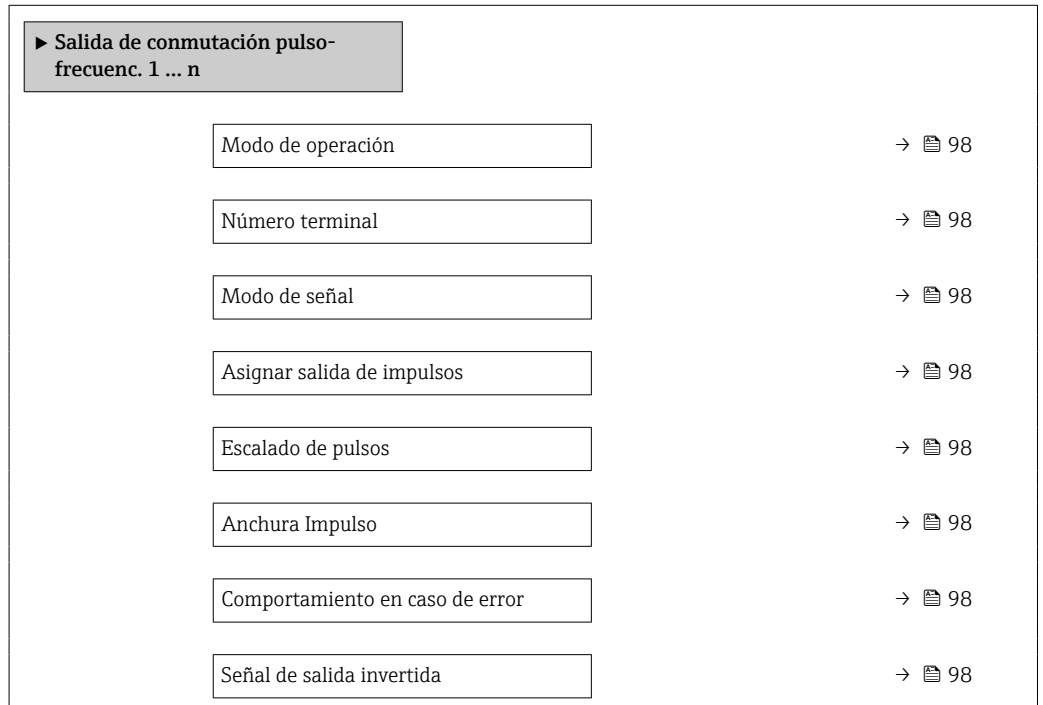 ▶ Salida de conmutación pulso-
frecuenc. 1 ... n
Modo de operación → 98
Número terminal → 98
Modo de señal → 98
Asignar salida de impulsos → 98
Escalado de pulsos → 98
Anchura Impulso → 98
Comportamiento en caso de error → 98
Señal de salida invertida → 98